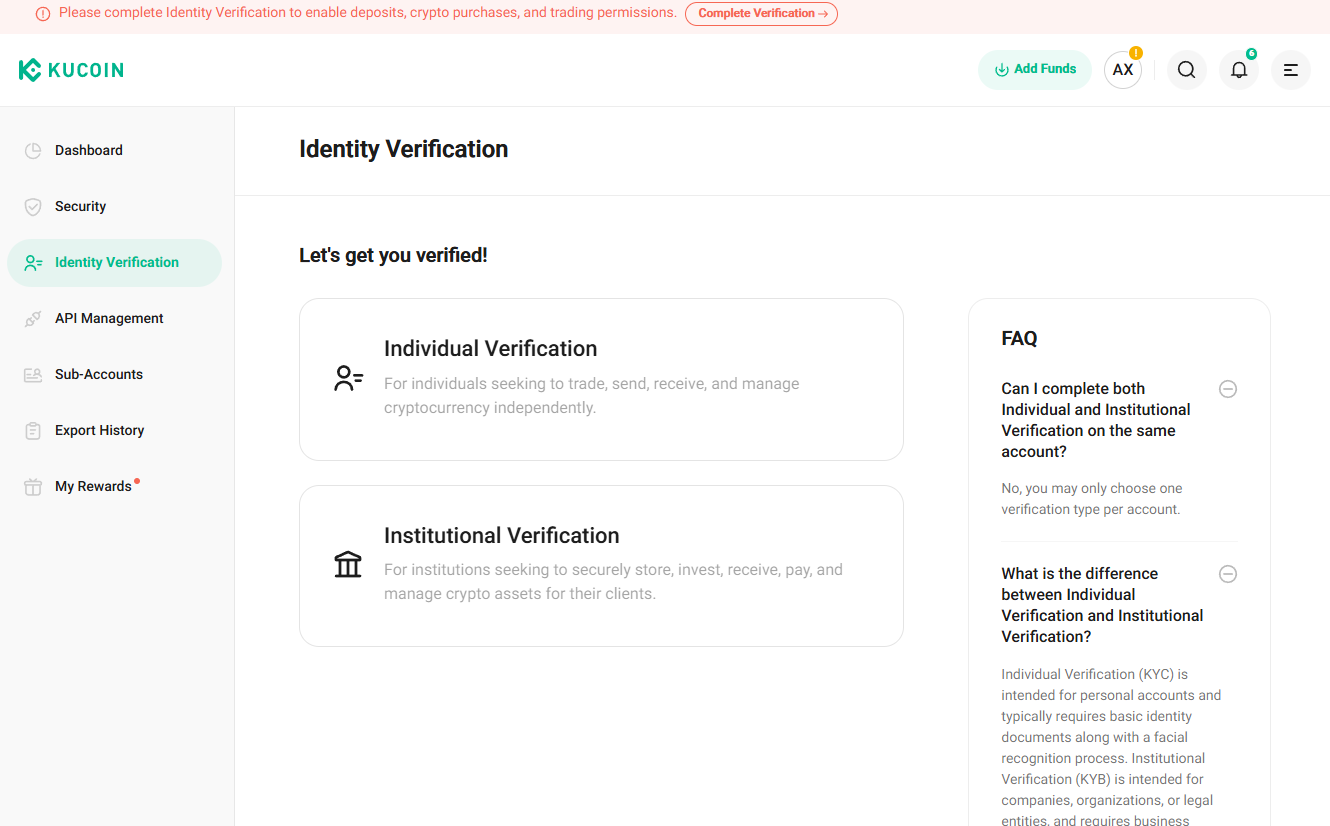 Please complete Identity Verification to enable deposits, crypto purchases, and trading permissions. Complete Verification →
KUCOIN
Add Funds
AX
!
6
Dashboard
Security
Identity Verification
API Management
Sub-Accounts
Export History
My Rewards
Identity Verification
Let's get you verified!
Individual Verification
For individuals seeking to trade, send, receive, and manage
cryptocurrency independently.
Institutional Verification
For institutions seeking to securely store, invest, receive, pay, and
manage crypto assets for their clients.
FAQ
Can I complete both
Individual and Institutional
Verification on the same
account?
No, you may only choose one
verification type per account.
What is the difference
between Individual
Verification and Institutional
Verification?
Individual Verification (KYC) is
intended for personal accounts and
typically requires basic identity
documents along with a facial
recognition process. Institutional
Verification (KYB) is intended for
companies, organizations, or legal
entities, and requires business